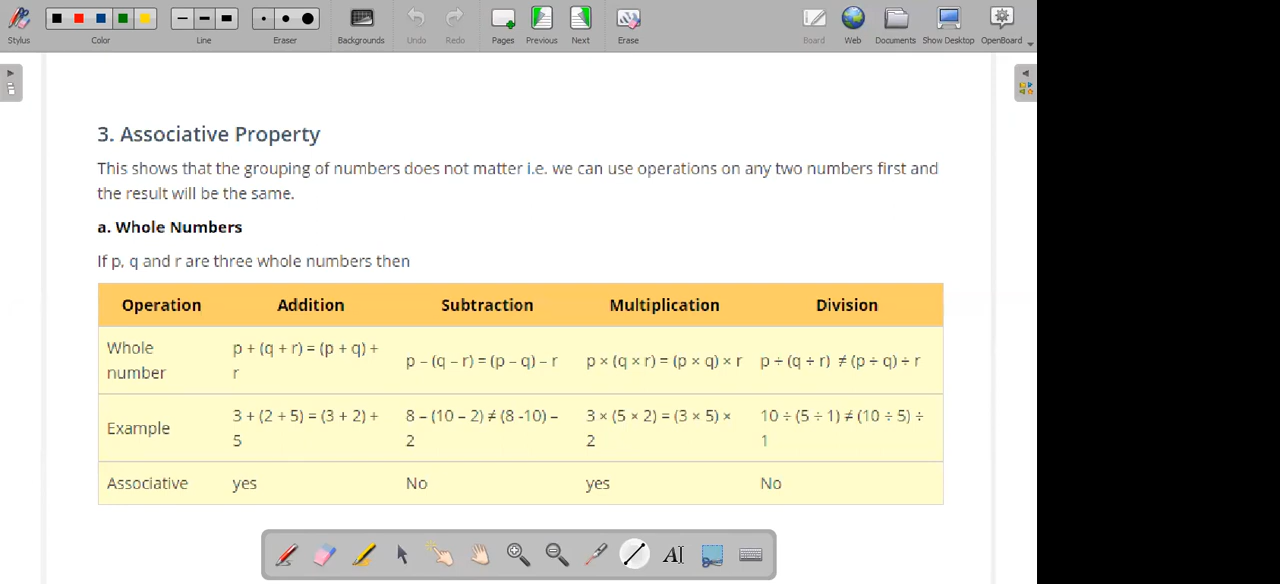 Stylus
Color
Line
Eraser
Backgrounds
Undo
Redo
Pages
Previous
Next
Erase
Board
Web
Documents
Show Desktop
OpenBoard
3. Associative Property
This shows that the grouping of numbers does not matter i.e. we can use operations on any two numbers first and
the result will be the same.
a. Whole Numbers
If p, q and r are three whole numbers then
Operation Addition Subtraction Multiplication Division
Whole number
p + (q + r) = (p + q) +
r
p – (q – r) = (p – q) – r
p × (q × r) = (p × q) × r
p ÷ (q ÷ r) ≠ (p ÷ q) ÷ r
Example
3 + (2 + 5) = (3 + 2) +
5
8 – (10 – 2) ≠ (8 -10) –
2
3 × (5 × 2) = (3 × 5) ×
2
10 ÷ (5 ÷ 1) ≠ (10 ÷ 5) ÷
1
Associative yes No yes No
AI